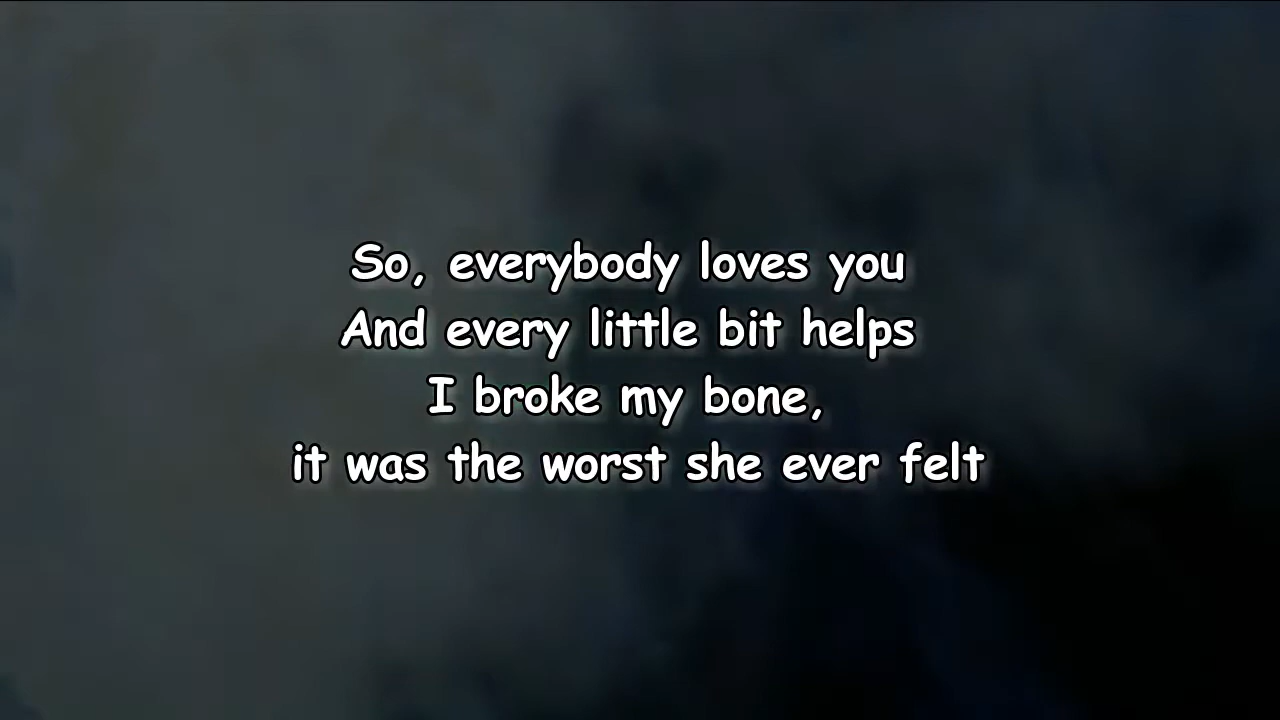 So, everybody loves you
And every little bit helps
I broke my bone,
it was the worst she ever felt